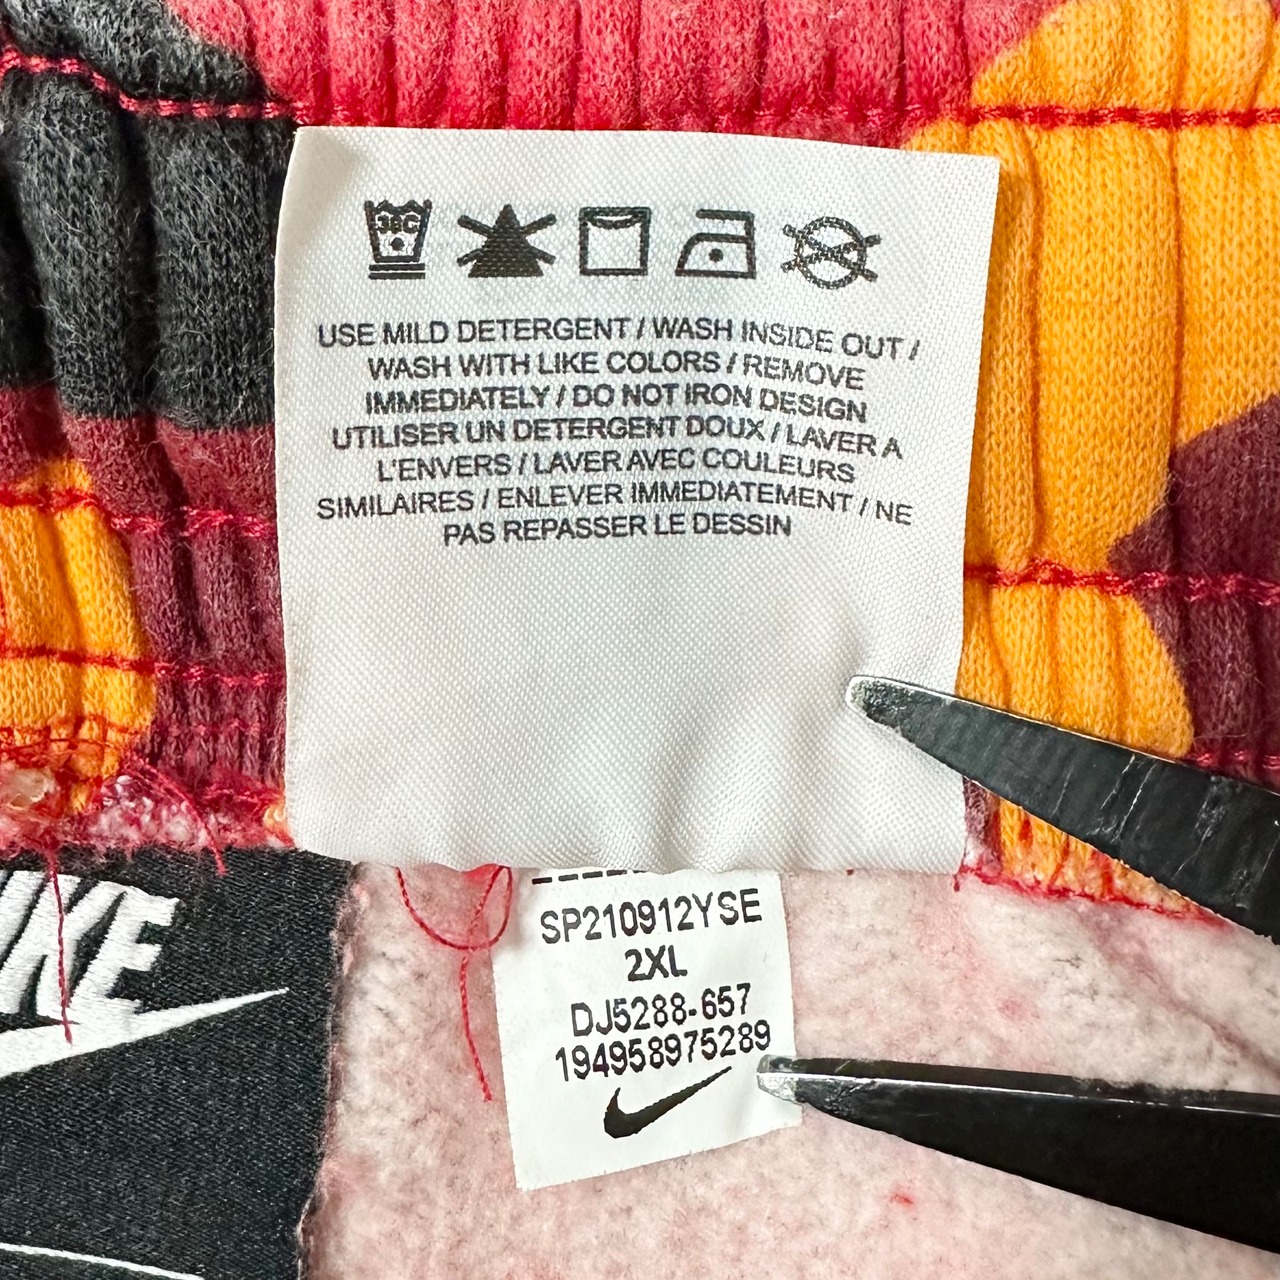 30C
USE MILD DETERGENT / WASH INSIDE OUT /
WASH WITH LIKE COLORS / REMOVE
IMMEDIATELY / DO NOT IRON DESIGN
UTILISER UN DETERGENT DOUX / LAVER A
L'ENVERS / LAVER AVEC COULEURS
SIMILAIRES / ENLEVER IMMEDIATEMENT / NE
PAS REPASSER LE DESSIN
SP210912YSE
2XL
DJ5288-657
194958975289
IKE